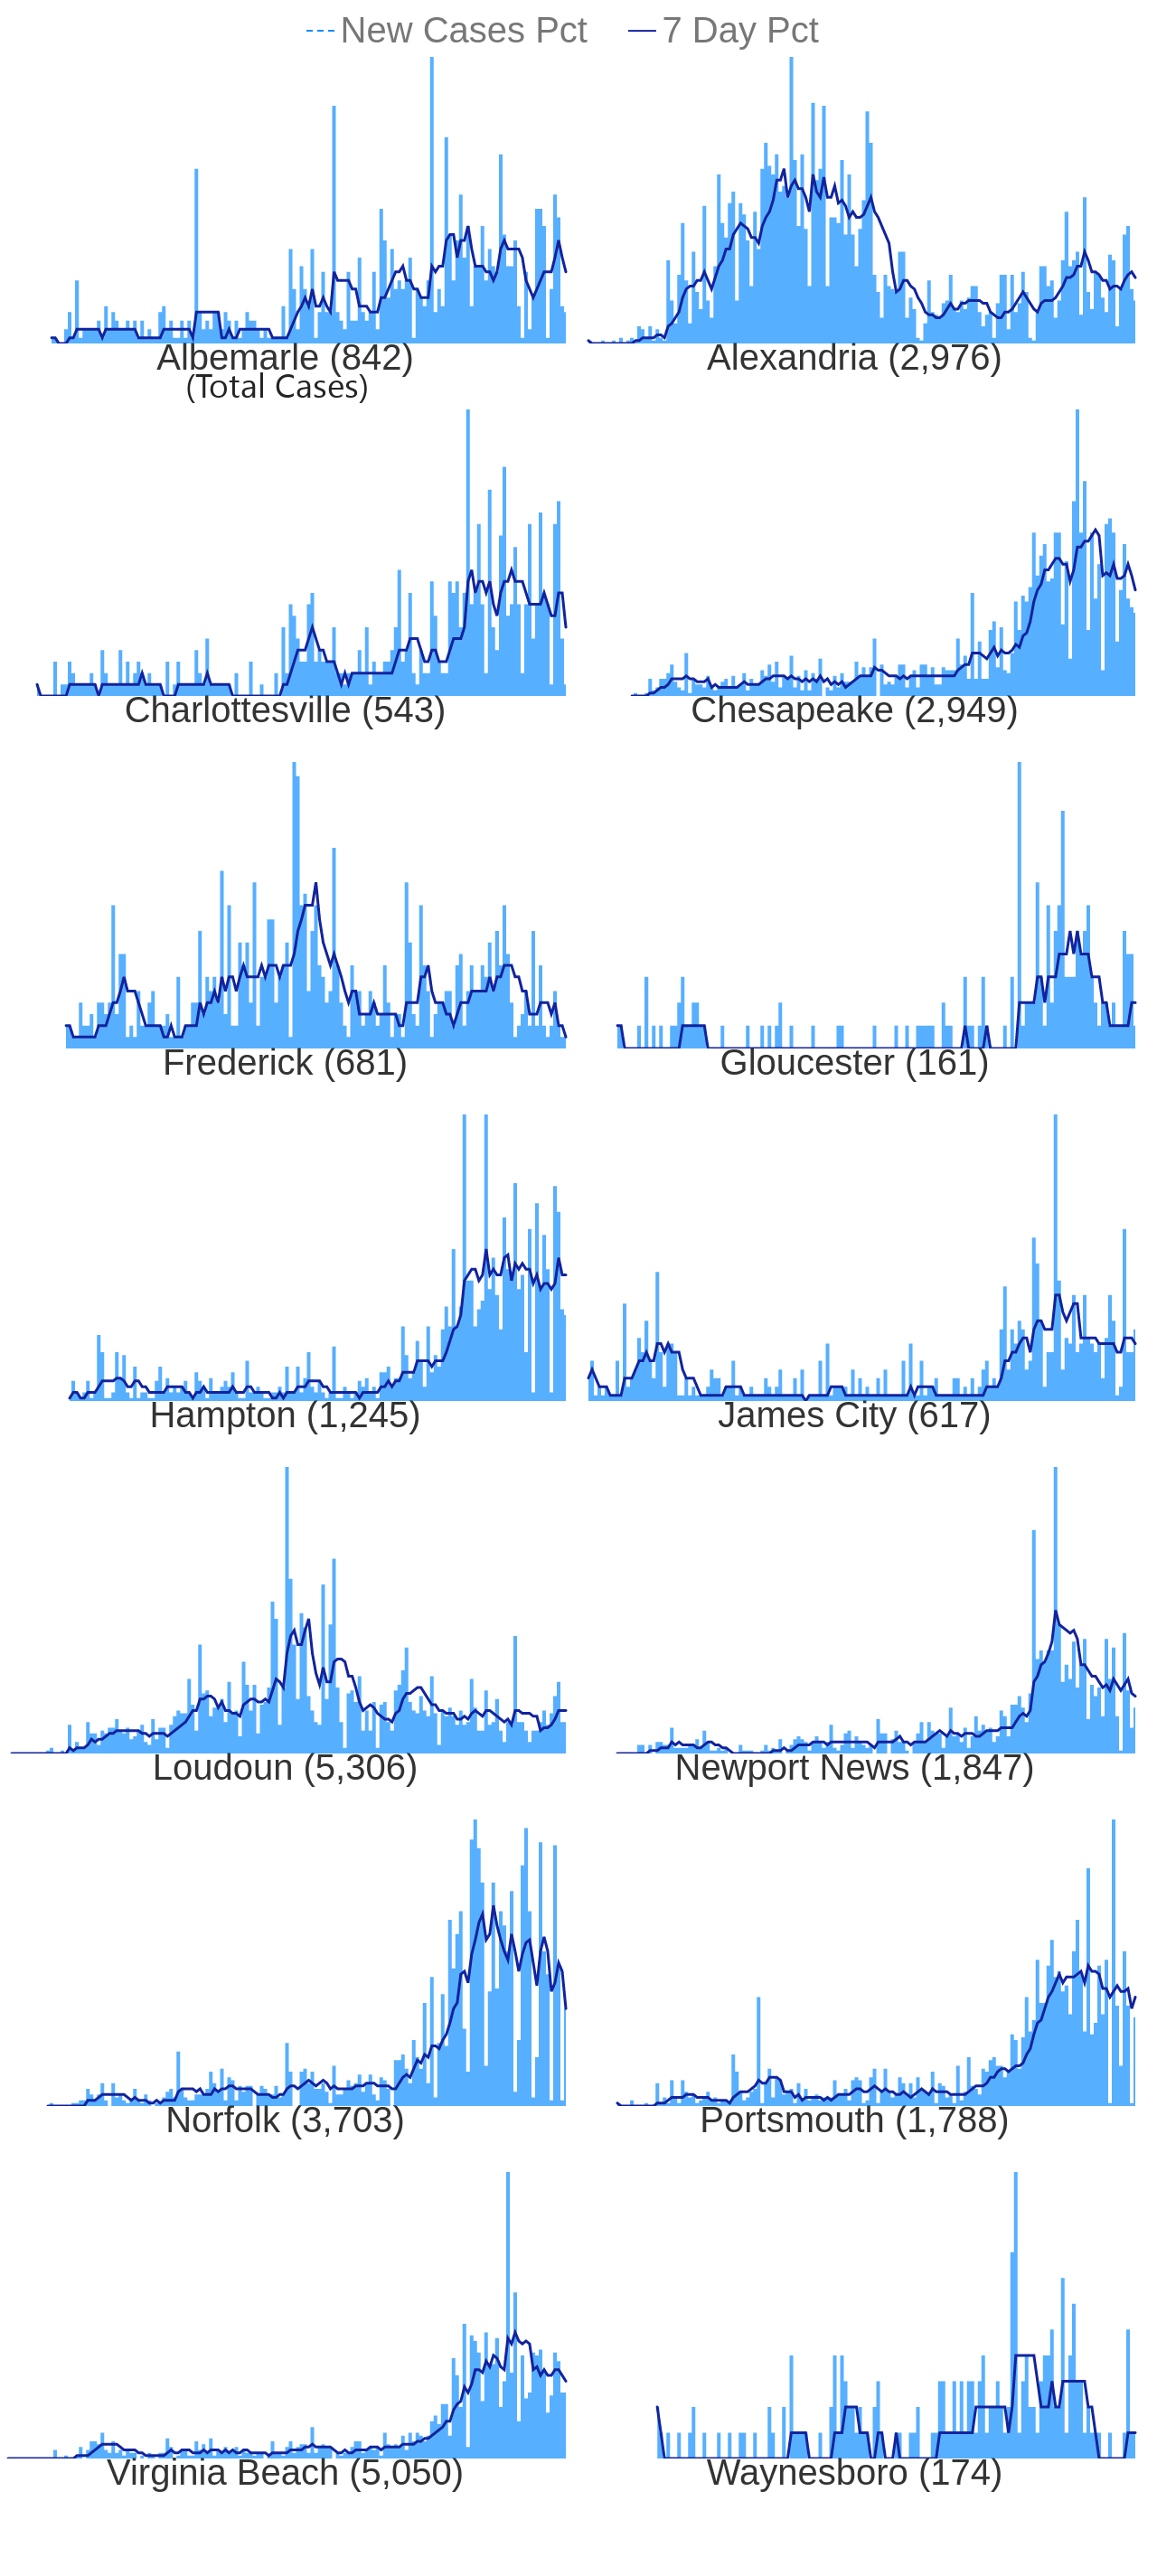 New Cases Pct 7 Day Pct
Albemarle (842) Alexandria (2,976)
(Total Cases)
Charlottesville (543) Chesapeake (2,949)
Frederick (681) Gloucester (161)
Hampton (1,245) James City (617)
Loudoun (5,306) Newport News (1,847)
Norfolk (3,703) Portsmouth (1,788)
Virginia Beach (5,050) Waynesboro (174)